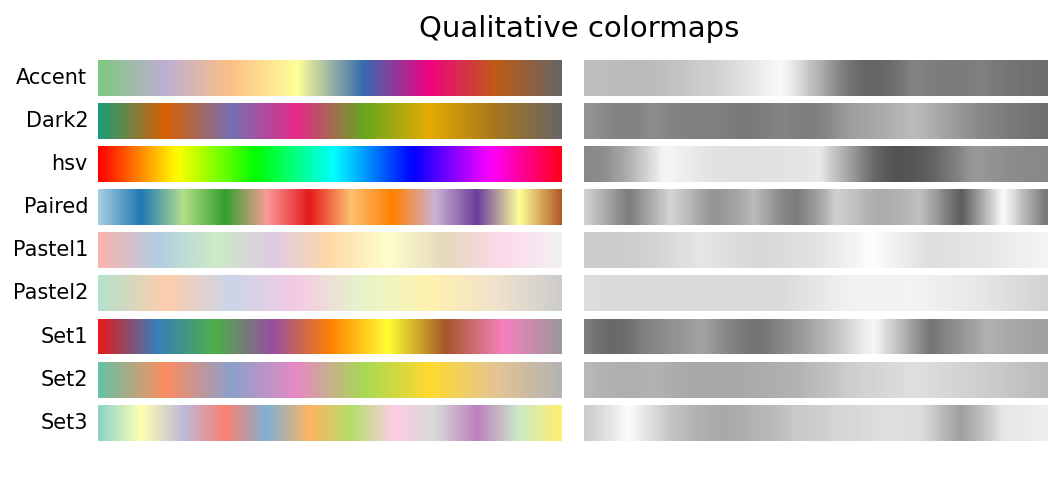 Qualitative colormaps
Accent
Dark2
hsv
Paired
Pastel1
Pastel2
Set1
Set2
Set3